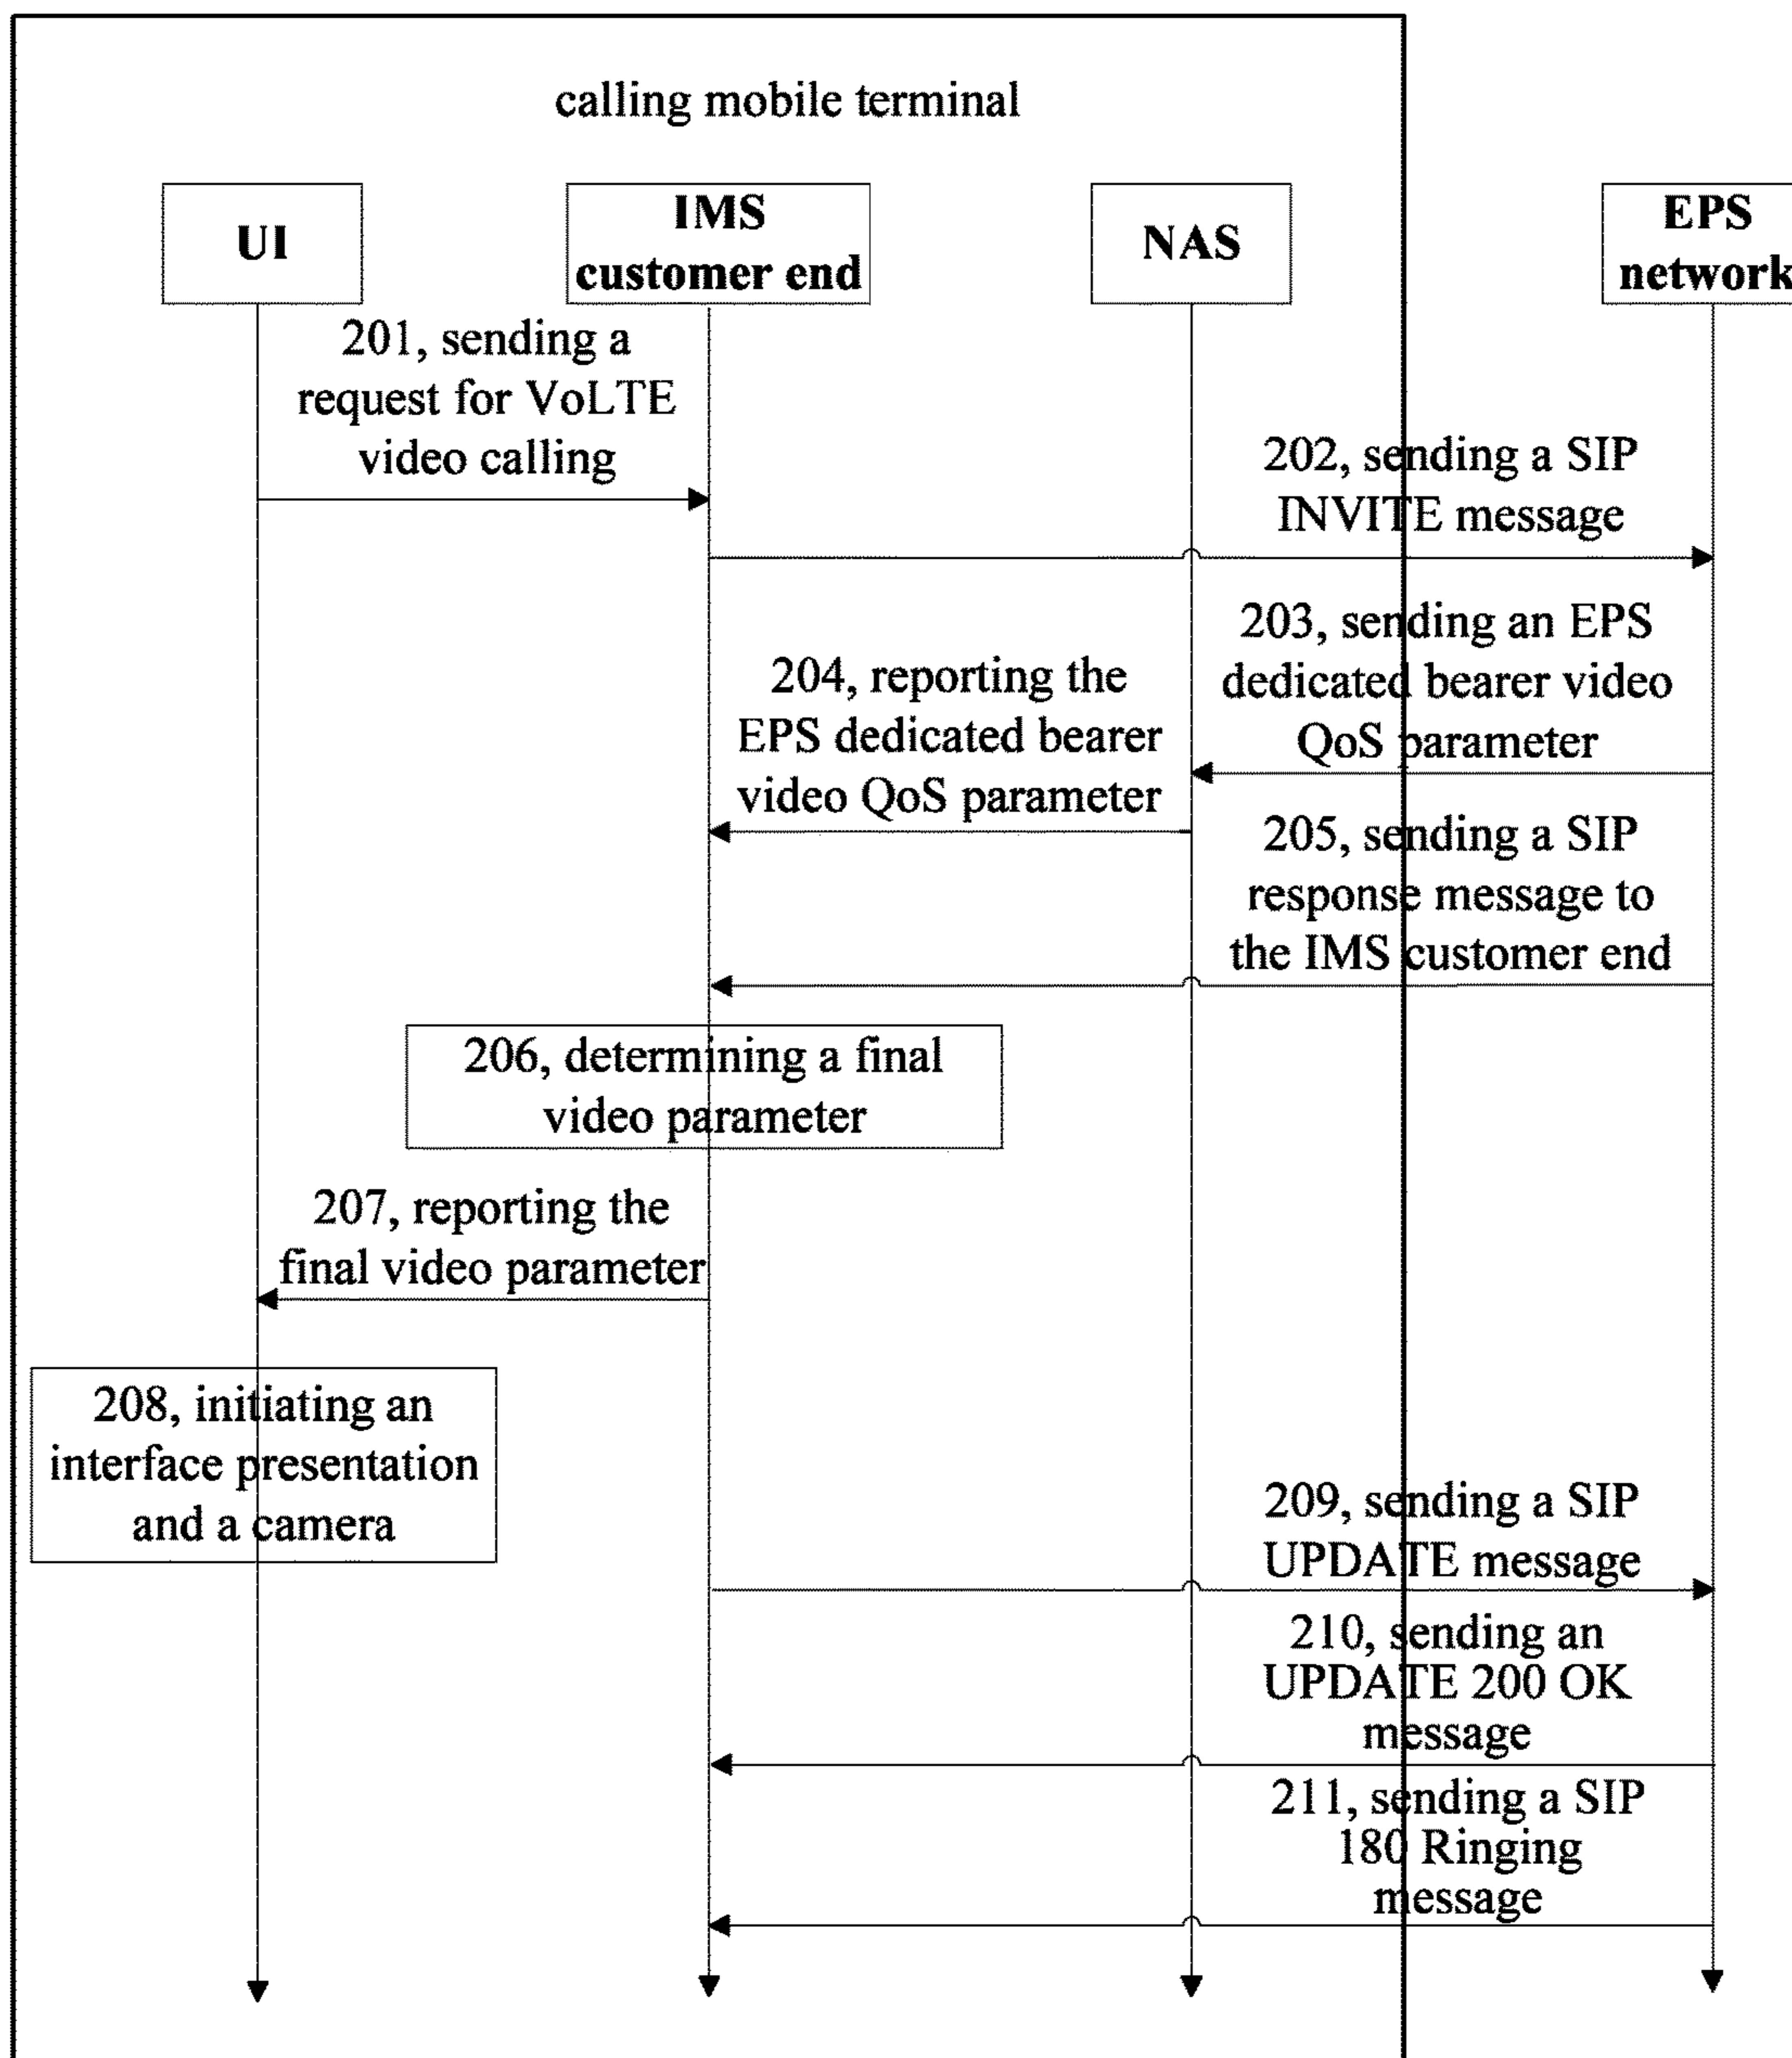 calling mobile terminal
UI
IMS
customer end
NAS
EPS
network
201, sending a
request for VoLTE
video calling
202, sending a SIP
INVITE message
203, sending an EPS
dedicated bearer video
QoS parameter
204, reporting the
EPS dedicated bearer
video QoS parameter
205, sending a SIP
response message to
the IMS customer end
206, determining a final
video parameter
207, reporting the
final video parameter
208, initiating an
interface presentation
and a camera
209, sending a SIP
UPDATE message
210, sending an
UPDATE 200 OK
message
211, sending a SIP
180 Ringing
message